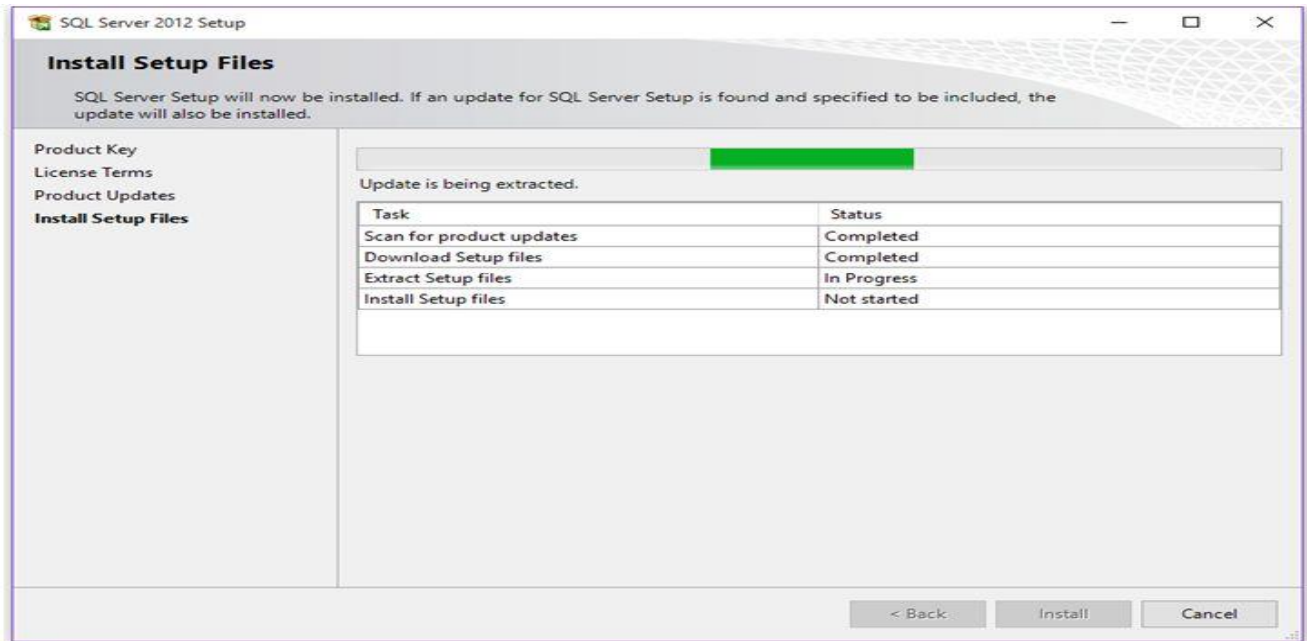 SQL Server 2012 Setup
Install Setup Files
SQL Server Setup will now be installed. If an update for SQL Server Setup is found and specified to be included, the
update will also be installed.
Product Key
License Terms
Product Updates
Install Setup Files
Update is being extracted.
Task Status
Scan for product updates Completed
Download Setup files Completed
Extract Setup files In Progress
Install Setup files Not started
< Back Install Cancel